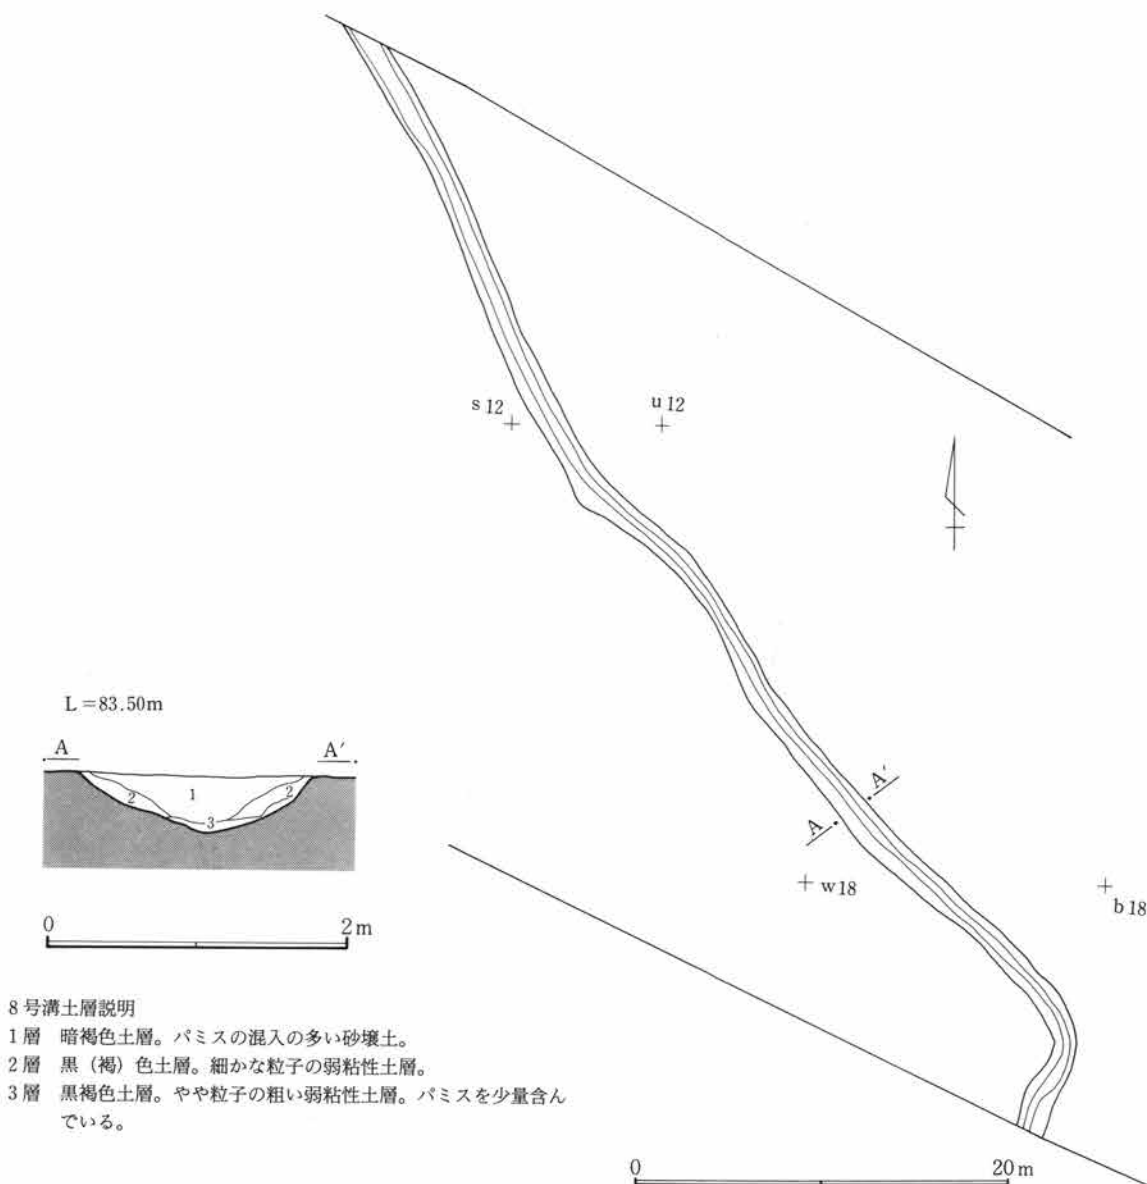 s 12
u 12
L=83.50m
A
A′
1
2
2
3
A′
A
w18
b 18
0
2m
8号溝土層説明
1層 暗褐色土層。パミスの混入の多い砂壌土。
2層 黒（褐）色土層。細かな粒子の弱粘性土層。
3層 黒褐色土層。やや粒子の粗い弱粘性土層。パミスを少量含ん
でいる。
0
20m